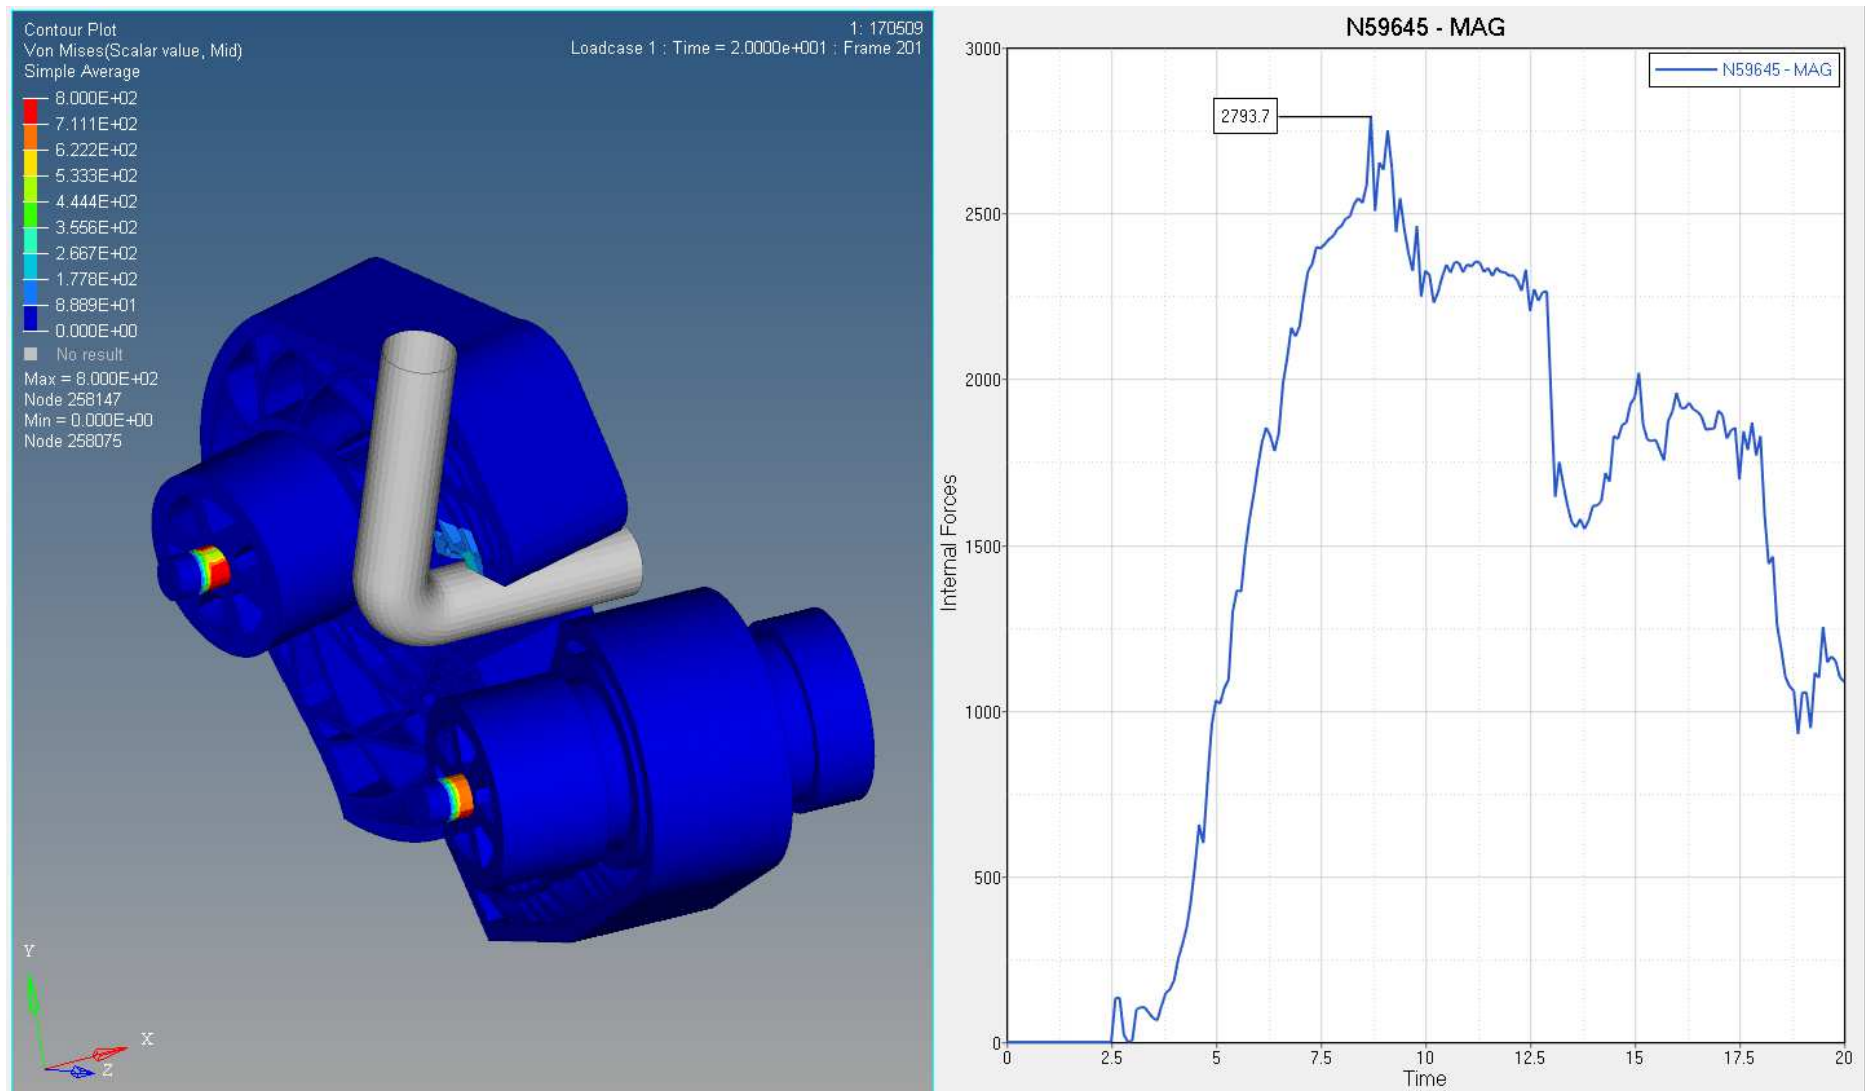 Contour Plot
Von Mises(Scalar value, Mid)
Simple Average
8.000E+02
7.111E+02
6.222E+02
5.333E+02
4.444E+02
3.556E+02
2.667E+02
1.778E+02
8.889E+01
0.000E+00
No result
Max = 8.000E+02
Node 258147
Min = 0.000E+00
Node 258075
1: 170509
Loadcase 1 : Time = 2.0000e+001 : Frame 201
Y
X
Z
N59645 - MAG
N59645 - MAG
2793.7
Internal Forces
3000
2500
2000
1500
1000
500
0
0 2.5 5 7.5 10 12.5 15 17.5 20
Time